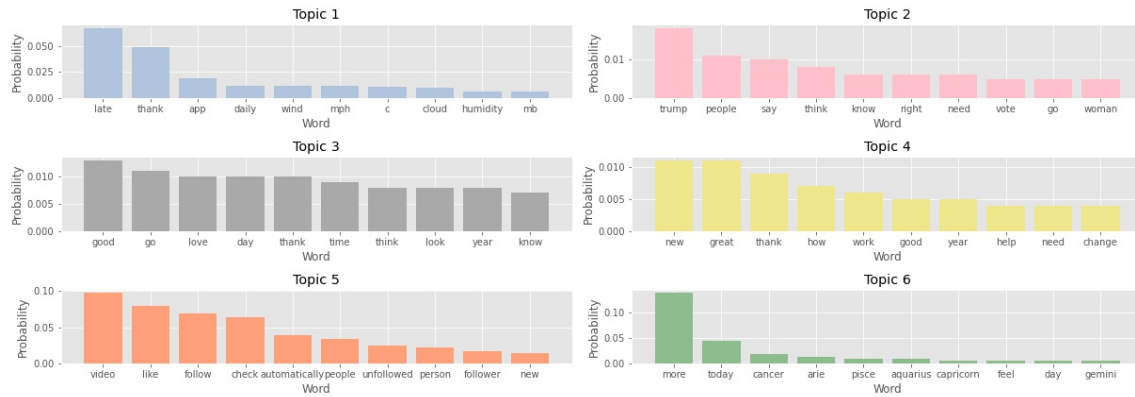 Topic 1
Probability
0.050
0.025
0.000
late thank app daily wind mph c cloud humidity mb
Word
Topic 2
Probability
0.01
0.00
trump people say think know right need vote go woman
Word
Topic 3
Probability
0.010
0.005
0.000
good go love day thank time think look year know
Word
Topic 4
Probability
0.010
0.005
0.000
new great thank how work good year help need change
Word
Topic 5
Probability
0.10
0.05
0.00
video like follow check automatically people unfollowed person follower new
Word
Topic 6
Probability
0.10
0.05
0.00
more today cancer arie pisce aquarius capricorn feel day gemini
Word